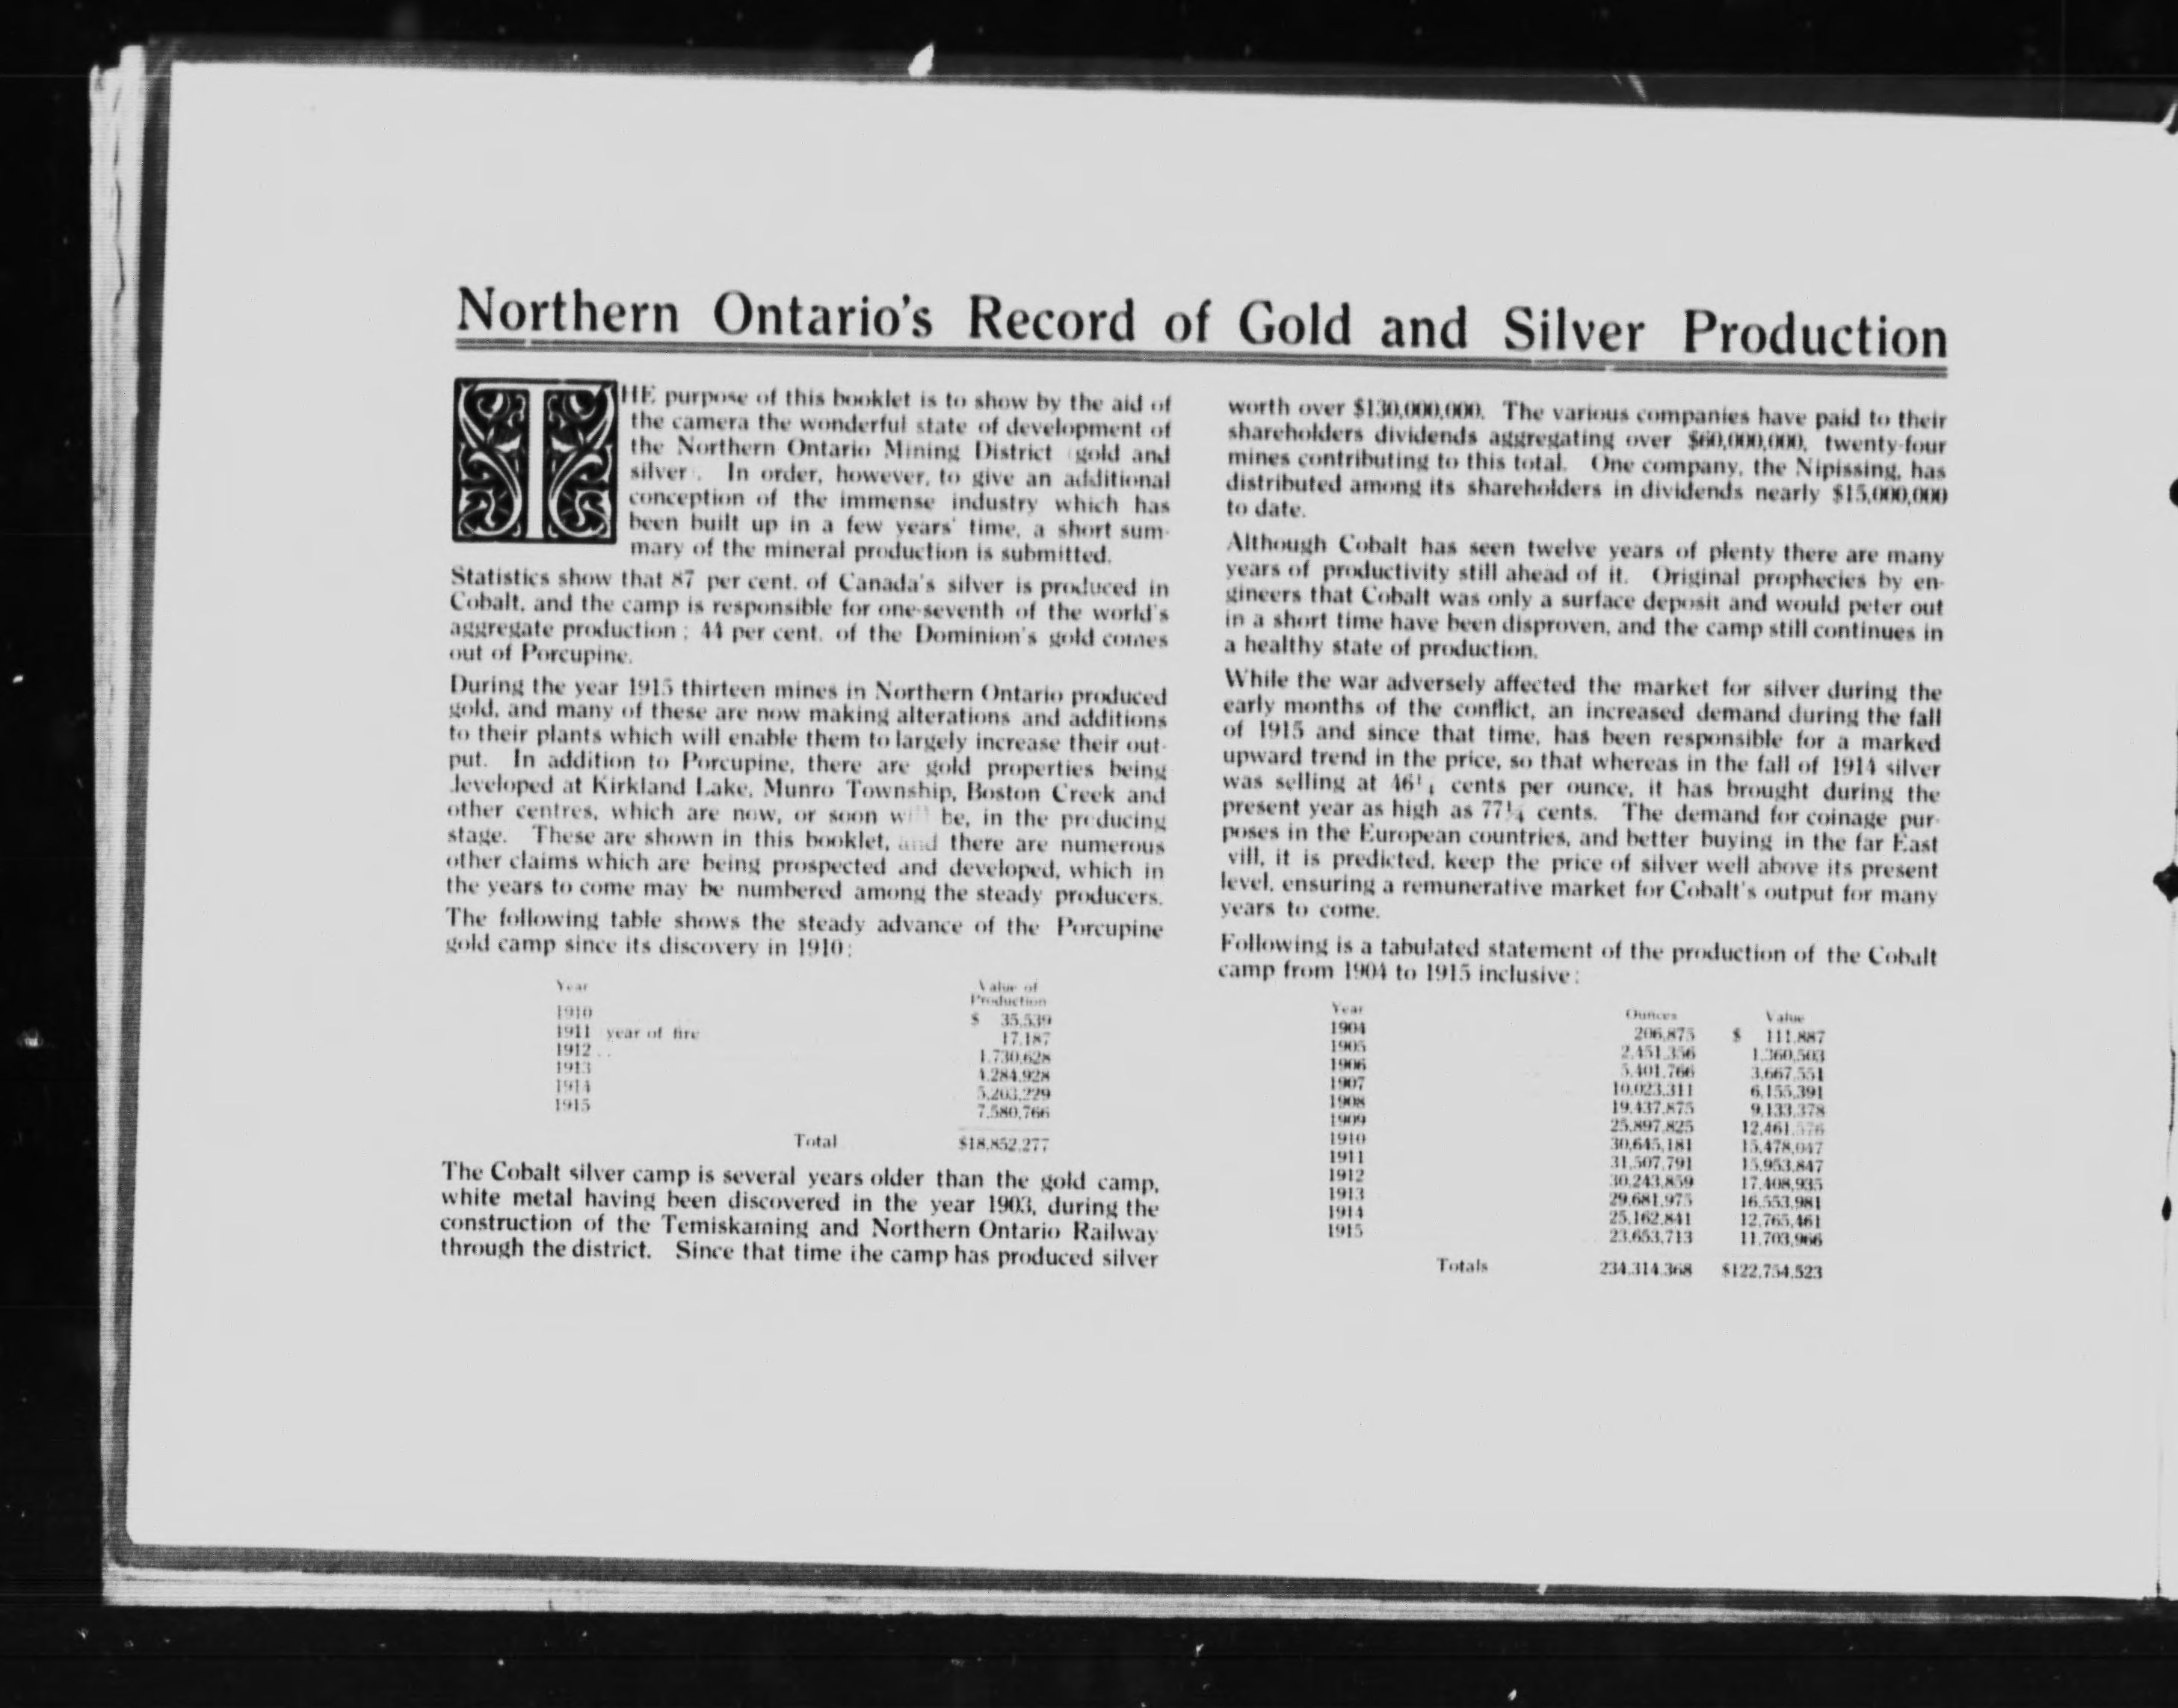 Northern Ontario's Record of Gold and Silver Production
THE purpose of this booklet is to show by the aid of
the camera the wonderful state of development of
the Northern Ontario Mining District gold and
silver. In order, however, to give an additional
conception of the immense industry which has
been built up in a few years' time, a short sum-
mary of the mineral production is submitted.
Statistics show that 87 per cent. of Canada's silver is produced in
Cobalt, and the camp is responsible for one-seventh of the world's
aggregate production; 44 per cent. of the Dominion's gold comes
out of Porcupine.
During the year 1915 thirteen mines in Northern Ontario produced
gold, and many of these are now making alterations and additions
to their plants which will enable them to largely increase their out-
put. In addition to Porcupine, there are gold properties being
developed at Kirkland Lake, Munro Township, Boston Creek and
other centres, which are now, or soon will be, in the producing
stage. These are shown in this booklet, and there are numerous
other claims which are being prospected and developed, which in
the years to come may be numbered among the steady producers.
The following table shows the steady advance of the Porcupine
gold camp since its discovery in 1910:
Year Value of
Production
1910 $ 35,539
1911 year of fire 17,187
1912 .. 1,730,628
1913 4,284,928
1914 5,203,229
1915 7,580,766
Total $18,852,277
The Cobalt silver camp is several years older than the gold camp,
white metal having been discovered in the year 1903, during the
construction of the Temiskaming and Northern Ontario Railway
through the district. Since that time the camp has produced silver
worth over $130,000,000. The various companies have paid to their
shareholders dividends aggregating over $60,000,000, twenty-four
mines contributing to this total. One company, the Nipissing, has
distributed among its shareholders in dividends nearly $15,000,000
to date.
Although Cobalt has seen twelve years of plenty there are many
years of productivity still ahead of it. Original prophecies by en-
gineers that Cobalt was only a surface deposit and would peter out
in a short time have been disproven, and the camp still continues in
a healthy state of production.
While the war adversely affected the market for silver during the
early months of the conflict, an increased demand during the fall
of 1915 and since that time, has been responsible for a marked
upward trend in the price, so that whereas in the fall of 1914 silver
was selling at cents per ounce, it has brought during the
present year as high as 77¼ cents. The demand for coinage pur-
poses in the European countries, and better buying in the far East
vill, it is predicted, keep the price of silver well above its present
level, ensuring a remunerative market for Cobalt's output for many
years to come.
Following is a tabulated statement of the production of the Cobalt
camp from 1904 to 1915 inclusive:
Year Ounces Value
1904 206,875 $ 111,887
1905 2,451,356 1,360,503
1906 5,401,766 3,667,551
1907 10,023,311 6,155,391
1908 19,437,875 9,133,378
1909 25,897,825
1910 30,645,181 15,478,047
1911 31,507,791 15,953,847
1912 30,243,859 17,408,935
1913 29,681,975 16,553,981
1914 25,162,841 12,765,461
1915 23,653,713 11,703,966
Totals 234,314,368 $122,754,523